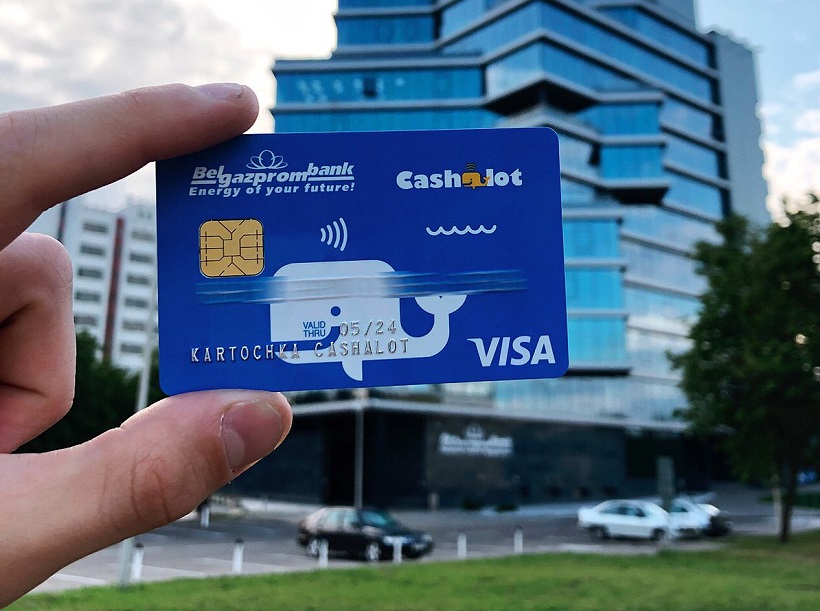 Belgazprombank
Energy of your future!
Cashalot
VALID
THRU
05/24
KARTOCHKA CASHALOT
VISA